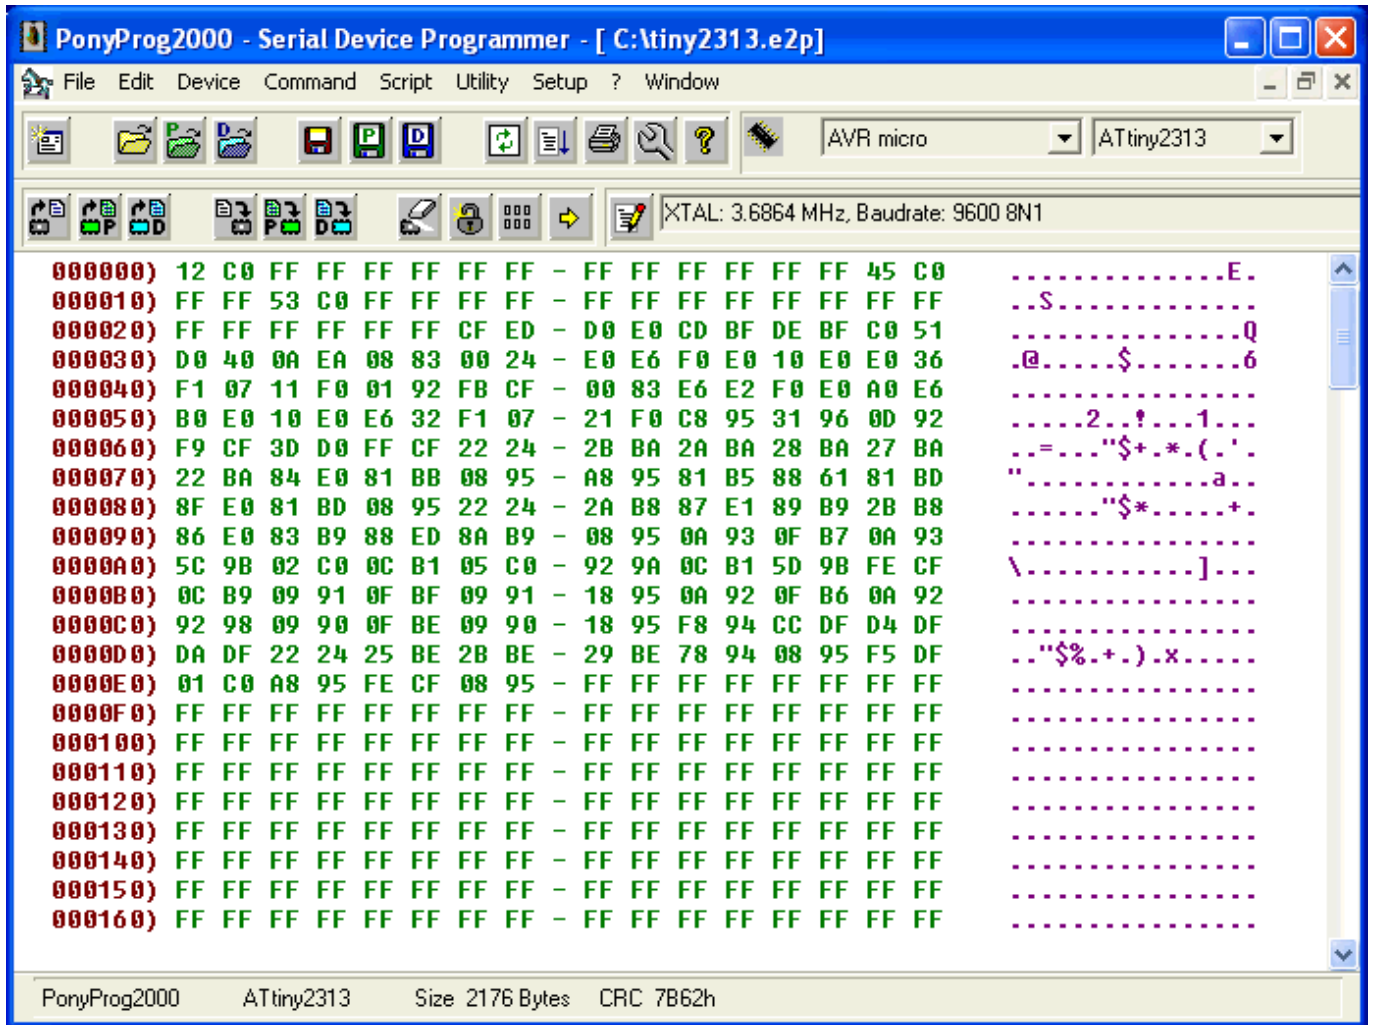 PonyProg2000 - Serial Device Programmer - [ C:\tiny2313.e2p]
File Edit Device Command Script Utility Setup ? Window
AVR micro ATtiny2313
XTAL: 3.6864 MHz, Baudrate: 9600 8N1
000000) 12 C0 FF FF FF FF FF FF - FF FF FF FF FF FF 45 C0 ..............E.
000010) FF FF 53 C0 FF FF FF FF - FF FF FF FF FF FF FF FF ..S.............
000020) FF FF FF FF FF FF CF ED - D0 E0 CD BF DE BF C0 51 ...............Q
000030) D0 40 0A EA 08 83 00 24 - E0 E6 F0 E0 10 E0 E0 36 .@.....$.......6
000040) F1 07 11 F0 01 92 FB CF - 00 83 E6 E2 F0 E0 A0 E6 ................
000050) B0 E0 10 E0 E6 32 F1 07 - 21 F0 C8 95 31 96 0D 92 .....2..!...1...
000060) F9 CF 3D D0 FF CF 22 24 - 2B BA 2A BA 28 BA 27 BA ..=..."$+.*.(.'.
000070) 22 BA 84 E0 81 BB 08 95 - A8 95 81 B5 88 61 81 BD "............a..
000080) 8F E0 81 BD 08 95 22 24 - 2A B8 87 E1 89 B9 2B B8 ......"$*.....+.
000090) 86 E0 83 B9 88 ED 8A B9 - 08 95 0A 93 0F B7 0A 93 ................
0000A0) 5C 9B 02 C0 0C B1 05 C0 - 92 9A 0C B1 5D 9B FE CF \...........]...
0000B0) 0C B9 09 91 0F BF 09 91 - 18 95 0A 92 0F B6 0A 92 ................
0000C0) 92 98 09 90 0F BE 09 90 - 18 95 F8 94 CC DF D4 DF ................
0000D0) DA DF 22 24 25 BE 2B BE - 29 BE 78 94 08 95 F5 DF .."$%.+.).x.....
0000E0) 01 C0 A8 95 FE CF 08 95 - FF FF FF FF FF FF FF FF ................
0000F0) FF FF FF FF FF FF FF FF - FF FF FF FF FF FF FF FF ................
000100) FF FF FF FF FF FF FF FF - FF FF FF FF FF FF FF FF ................
000110) FF FF FF FF FF FF FF FF - FF FF FF FF FF FF FF FF ................
000120) FF FF FF FF FF FF FF FF - FF FF FF FF FF FF FF FF ................
000130) FF FF FF FF FF FF FF FF - FF FF FF FF FF FF FF FF ................
000140) FF FF FF FF FF FF FF FF - FF FF FF FF FF FF FF FF ................
000150) FF FF FF FF FF FF FF FF - FF FF FF FF FF FF FF FF ................
000160) FF FF FF FF FF FF FF FF - FF FF FF FF FF FF FF FF ................
PonyProg2000 ATtiny2313 Size 2176 Bytes CRC 7B62h